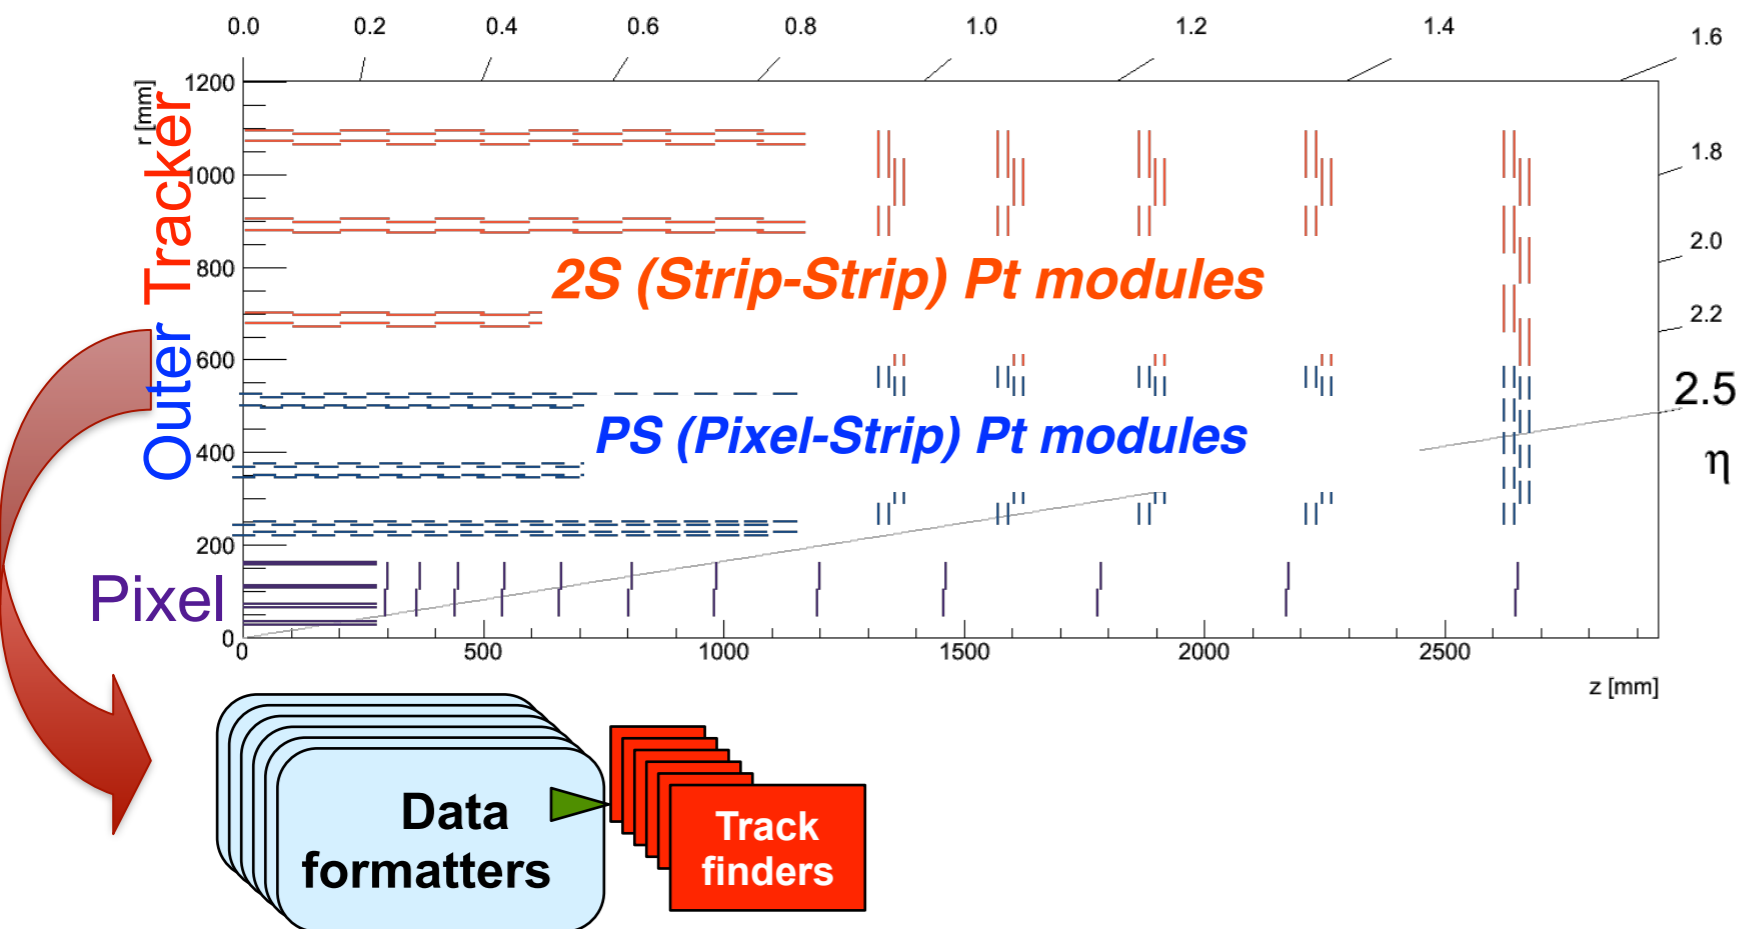 0.0 0.2 0.4 0.6 0.8 1.0 1.2 1.4 1.6
1.8
2.0
2.2
2.5
η
r [mm]
1200
1000
800
600
400
200
0
Outer Tracker
Pixel
2S (Strip-Strip) Pt modules
PS (Pixel-Strip) Pt modules
0 500 1000 1500 2000 2500
z [mm]
Data
formatters
Track
finders